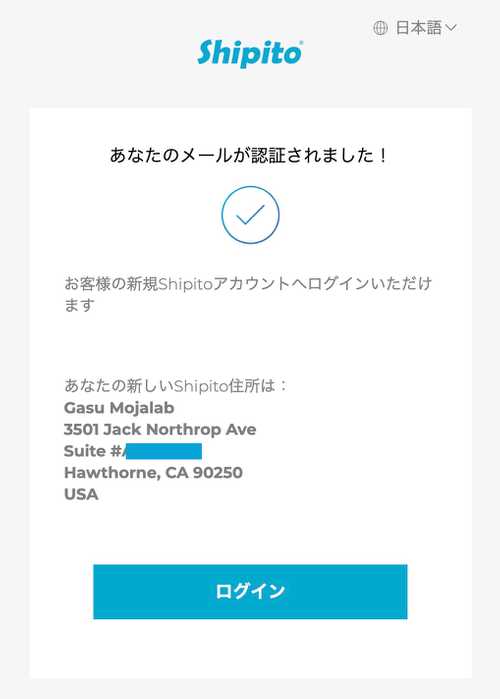 日本語
Shipito®
あなたのメールが認証されました！
お客様の新規Shipitoアカウントへログインいただけ
ます
あなたの新しいShipito住所は：
Gasu Mojalab
3501 Jack Northrop Ave
Suite #
Hawthorne, CA 90250
USA
ログイン